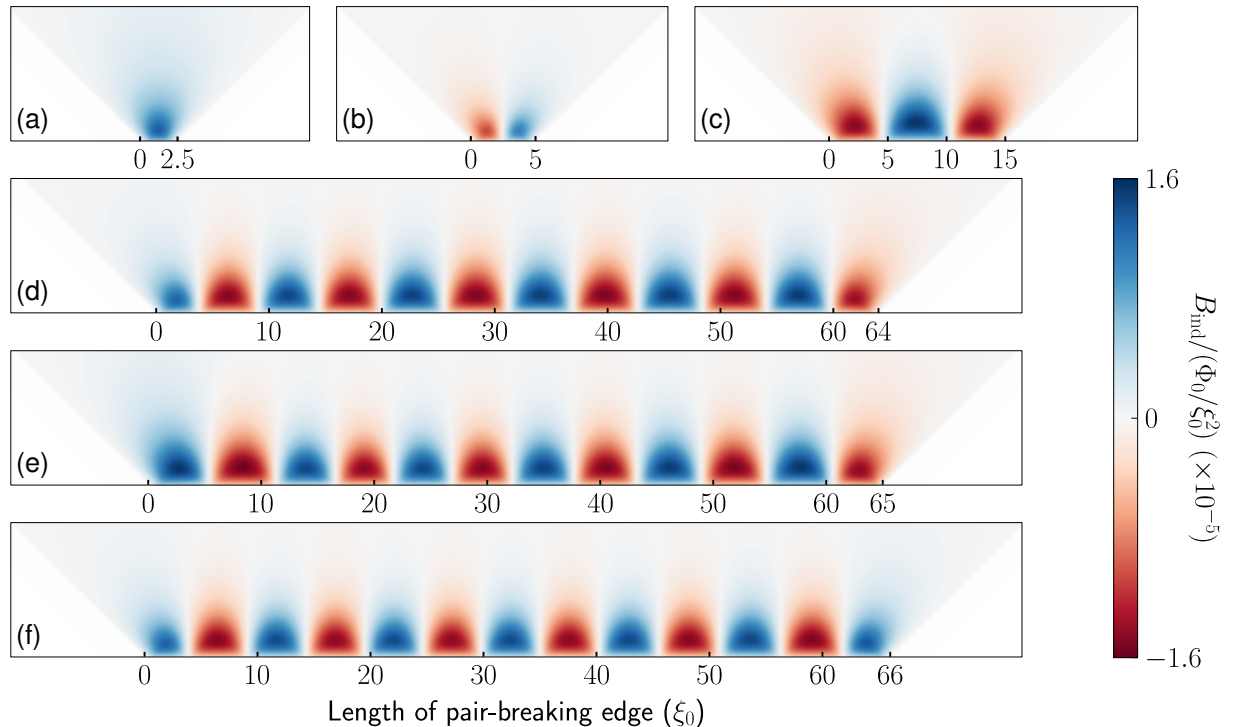 (a)
(b)
(c)
0 2.5
0 5
0 5 10 15
(d)
0 10 20 30 40 50 60 64
(e)
0 10 20 30 40 50 60 65
(f)
0 10 20 30 40 50 60 66
Length of pair-breaking edge (ξ₀)
1.6
0
−1.6
B_ind/(Φ₀/ξ₀²) (×10⁻⁵)